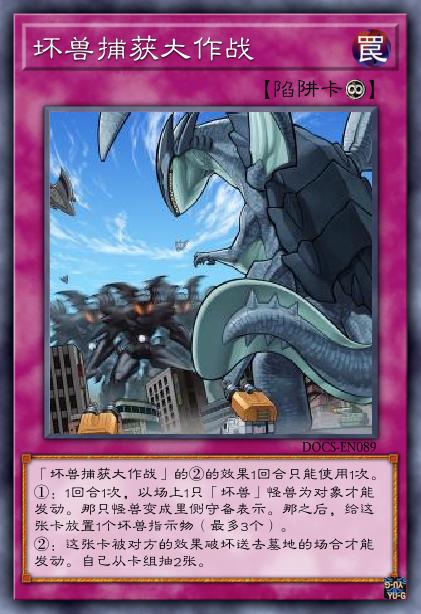 坏兽捕获大作战
罠
【陷阱卡】
DOCS-EN089
「坏兽捕获大作战」的②的效果1回合只能使用1次。
①：1回合1次，以场上1只「坏兽」怪兽为对象才能
发动。那只怪兽变成里侧守备表示。那之后，给这
张卡放置1个坏兽指示物（最多3个）。
②：这张卡被对方的效果破坏送去墓地的场合才能
发动。自己从卡组抽2张。